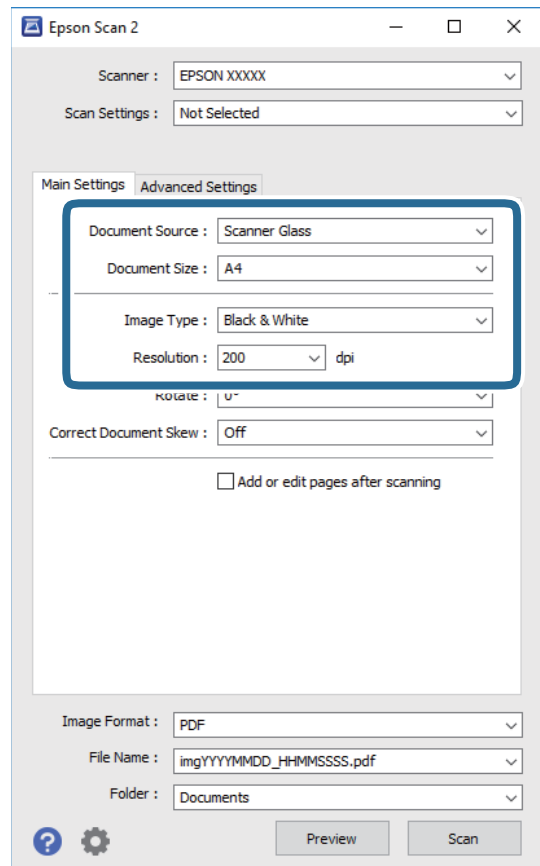 Epson Scan 2
Scanner : EPSON XXXXX
Scan Settings : Not Selected
Main Settings Advanced Settings
Document Source : Scanner Glass
Document Size : A4
Image Type : Black & White
Resolution : 200 dpi
Rotate : 0°
Correct Document Skew : Off
Add or edit pages after scanning
Image Format : PDF
File Name : imgYYYYMMDD_HHMMSSSS.pdf
Folder : Documents
? Preview Scan